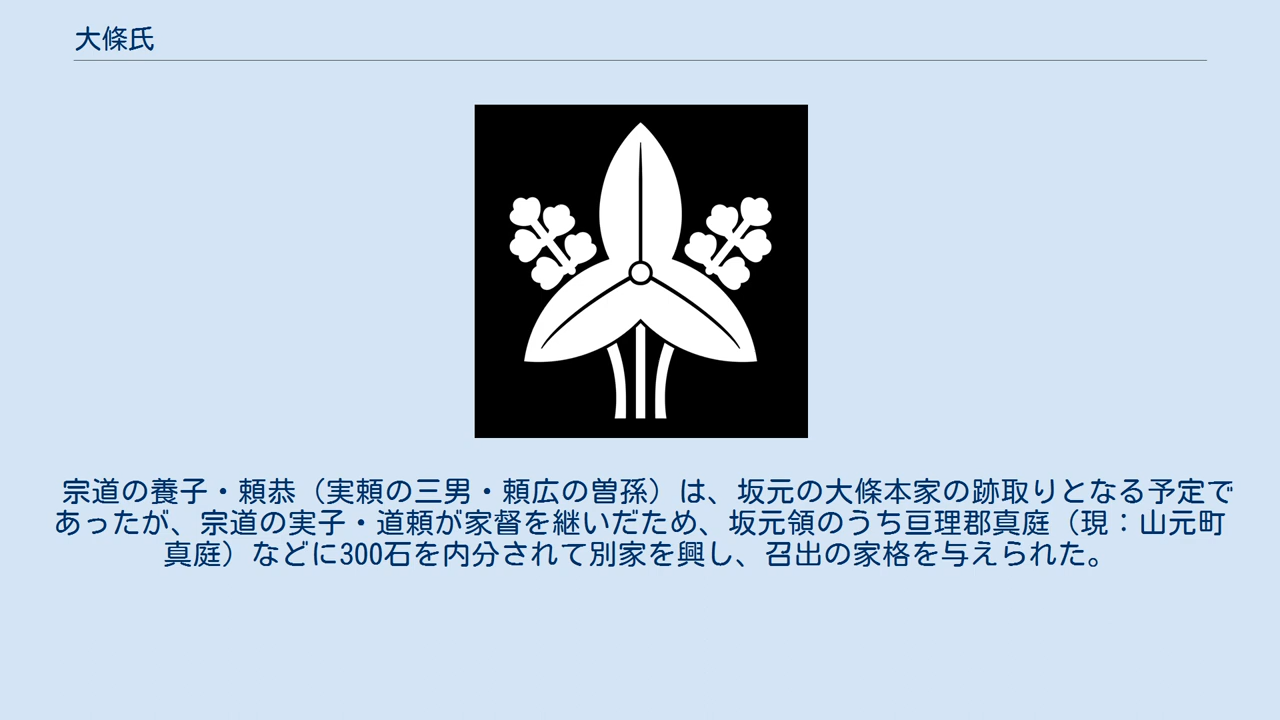 大條氏
宗道の養子・頼恭（実頼の三男・頼広の曽孫）は、坂元の大條本家の跡取りとなる予定で
あったが、宗道の実子・道頼が家督を継いだため、坂元領のうち亘理郡真庭（現：山元町
真庭）などに300石を内分されて別家を興し、召出の家格を与えられた。